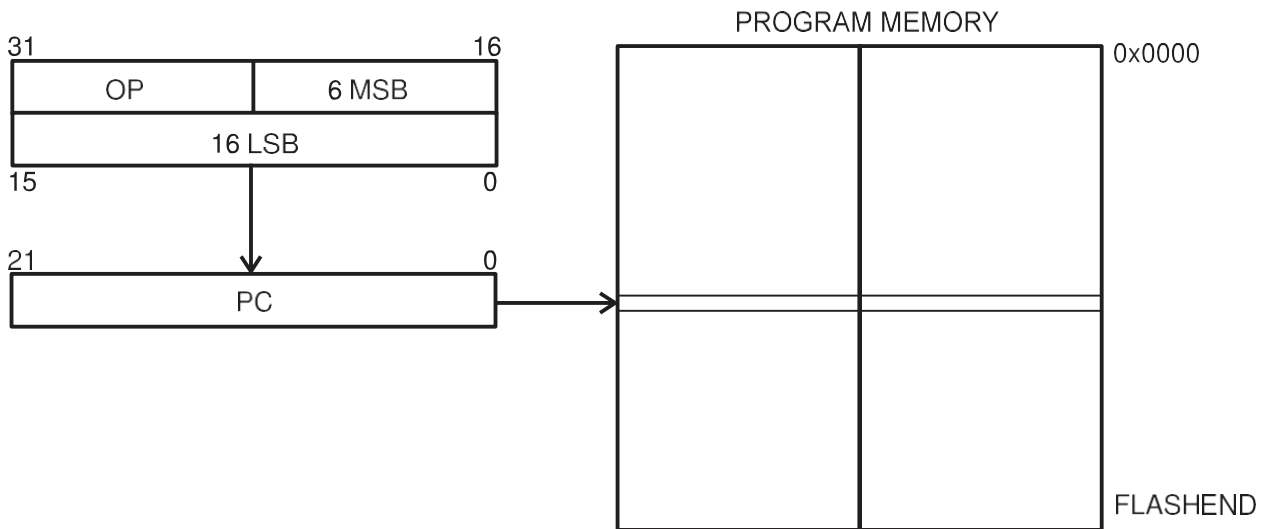 PROGRAM MEMORY
31 16
0x0000
OP 6 MSB
16 LSB
15 0
21 0
PC
FLASHEND